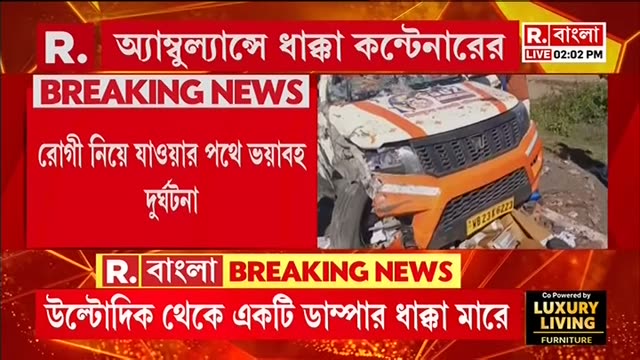 R. অ্যাম্বুল্যান্সে ধাক্কা কন্টেনারের
R. বাংলা
LIVE 02:02 PM
BREAKING NEWS
রোগী নিয়ে যাওয়ার পথে ভয়াবহ
দুর্ঘটনা
R. বাংলা BREAKING NEWS
উল্টোদিক থেকে একটি ডাম্পার ধাক্কা মারে
Co Powered by
LUXURY
LIVING
FURNITURE